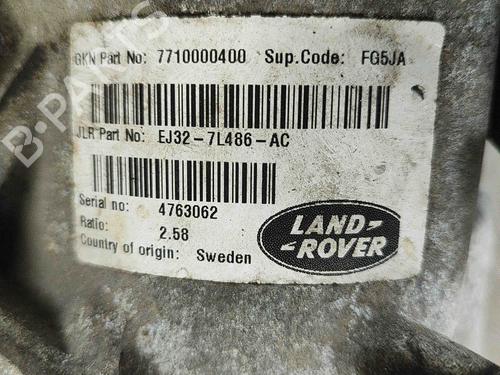 GKN Part No: 7710000400 Sup.Code: FG5JA
JLR Part No: EJ32-7L486-AC
Serial no: 4763062
Ratio: 2.58
Country of origin: Sweden
LAND-
-ROVER
B-PARTS